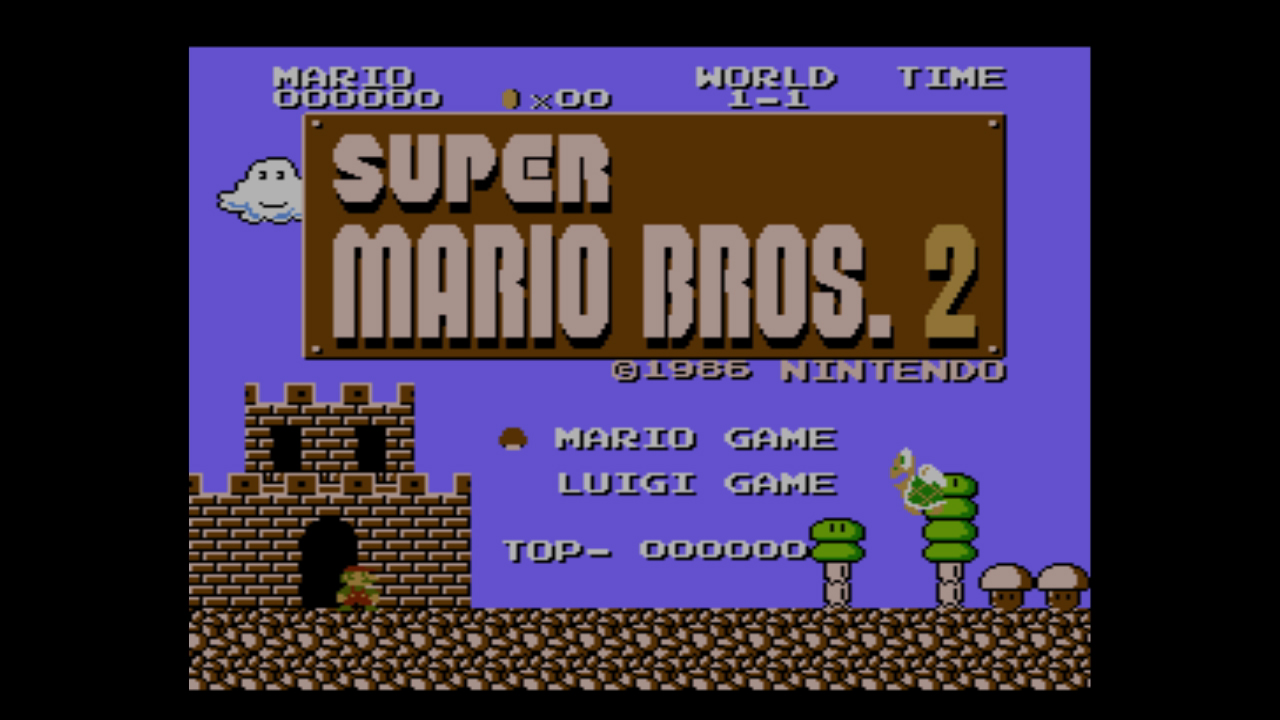 MARIO WORLD TIME
000000 ×00 1-1
SUPER
MARIO BROS. 2
©1986 NINTENDO
MARIO GAME
LUIGI GAME
TOP- 000000